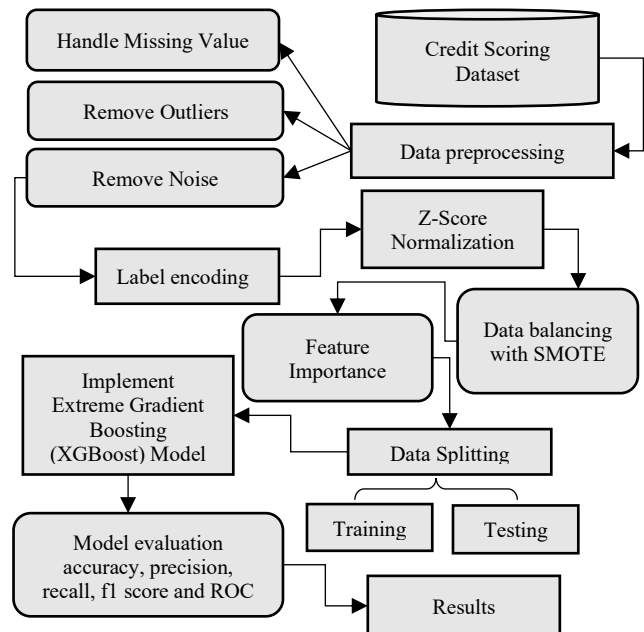 Handle Missing Value
Credit Scoring
Dataset
Remove Outliers
Data preprocessing
Remove Noise
Z-Score
Normalization
Label encoding
Data balancing
with SMOTE
Feature
Importance
Implement
Extreme Gradient
Boosting
(XGBoost) Model
Data Splitting
Training
Testing
Model evaluation
accuracy, precision,
recall, f1 score and ROC
Results